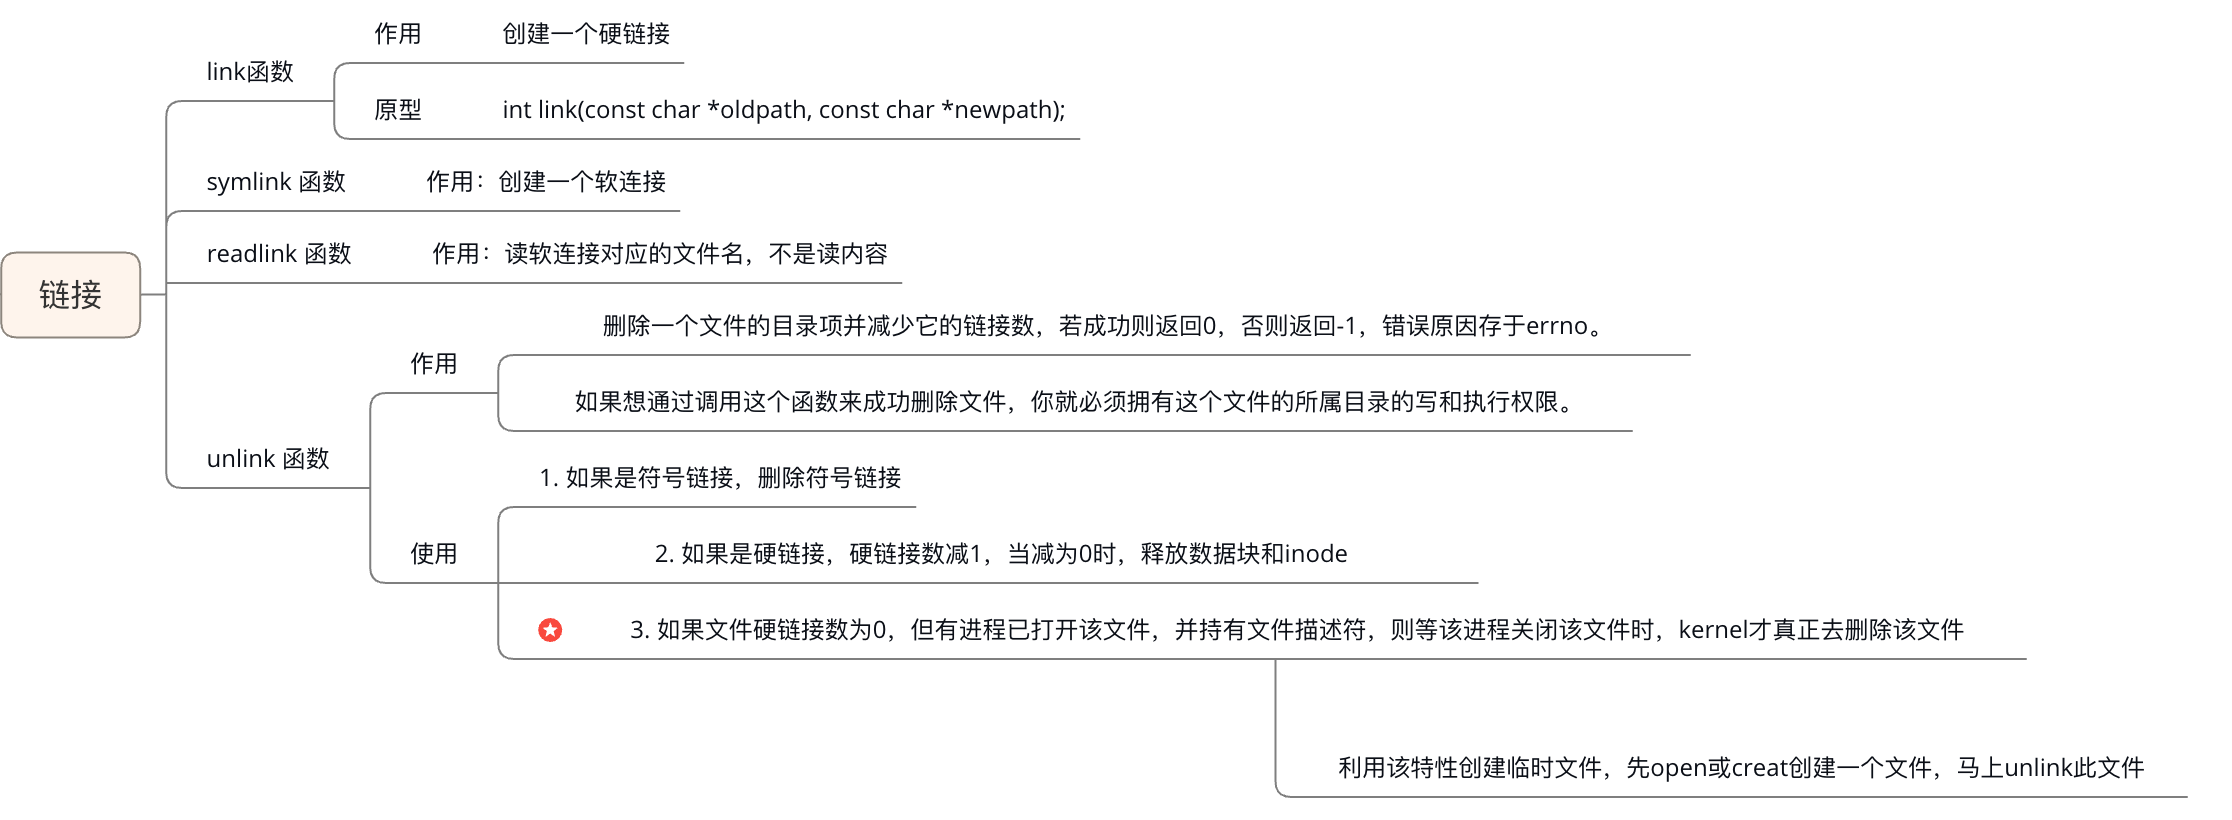 链接
link函数
作用
创建一个硬链接
原型
int link(const char *oldpath, const char *newpath);
symlink 函数
作用：创建一个软连接
readlink 函数
作用：读软连接对应的文件名，不是读内容
unlink 函数
作用
删除一个文件的目录项并减少它的链接数，若成功则返回0，否则返回-1，错误原因存于errno。
如果想通过调用这个函数来成功删除文件，你就必须拥有这个文件的所属目录的写和执行权限。
使用
1. 如果是符号链接，删除符号链接
2. 如果是硬链接，硬链接数减1，当减为0时，释放数据块和inode
3. 如果文件硬链接数为0，但有进程已打开该文件，并持有文件描述符，则等该进程关闭该文件时，kernel才真正去删除该文件
利用该特性创建临时文件，先open或creat创建一个文件，马上unlink此文件